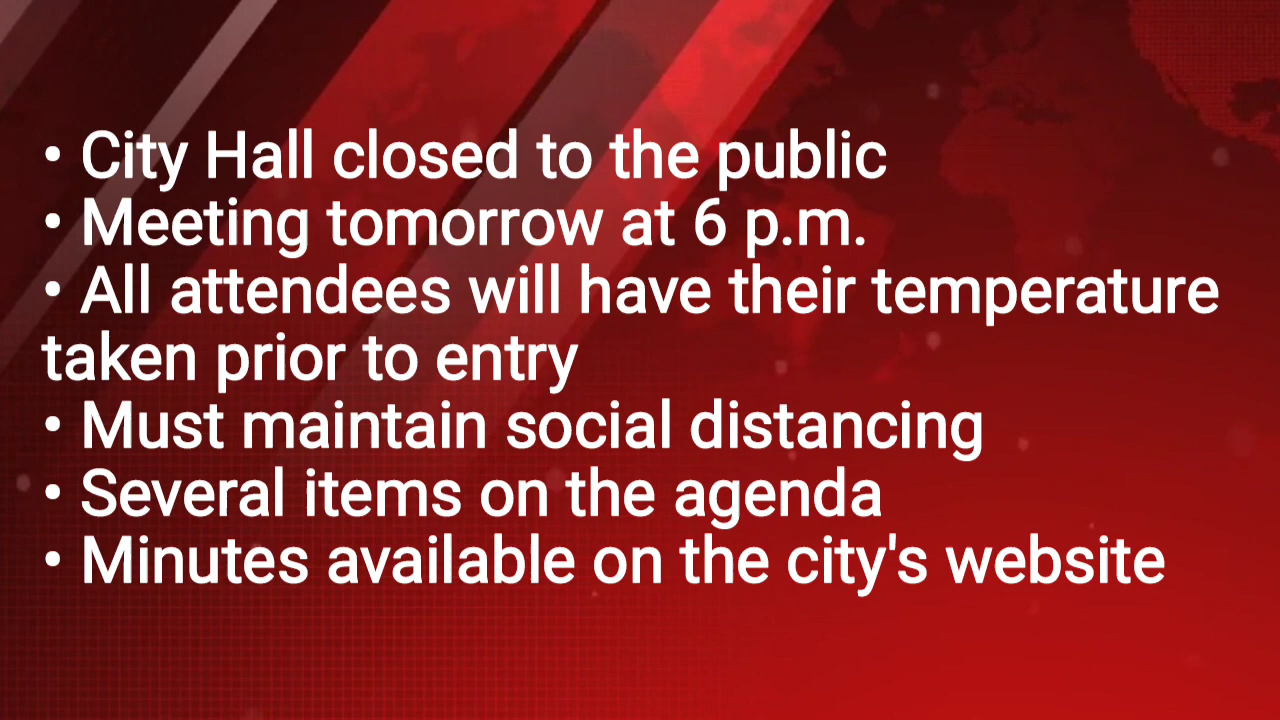 • City Hall closed to the public
• Meeting tomorrow at 6 p.m.
• All attendees will have their temperature
taken prior to entry
• Must maintain social distancing
• Several items on the agenda
• Minutes available on the city's website